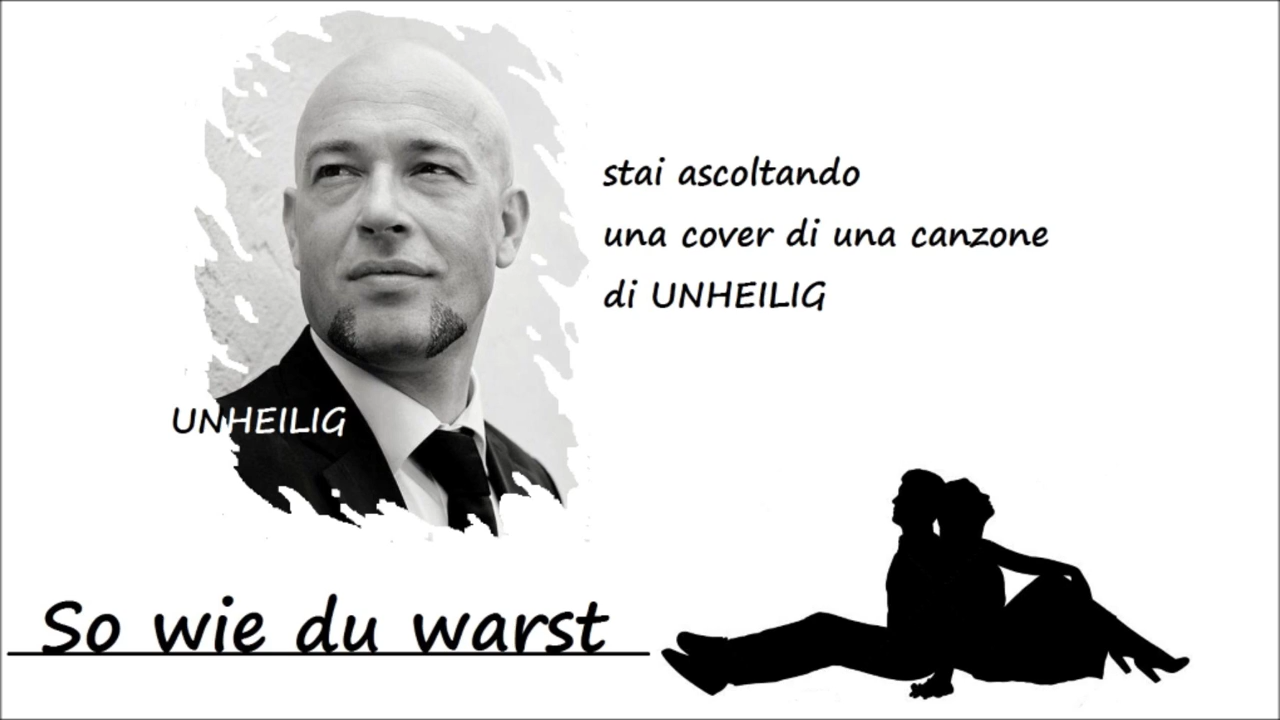 stai ascoltando
una cover di una canzone
di UNHEILIG
UNHEILIG
So wie du warst